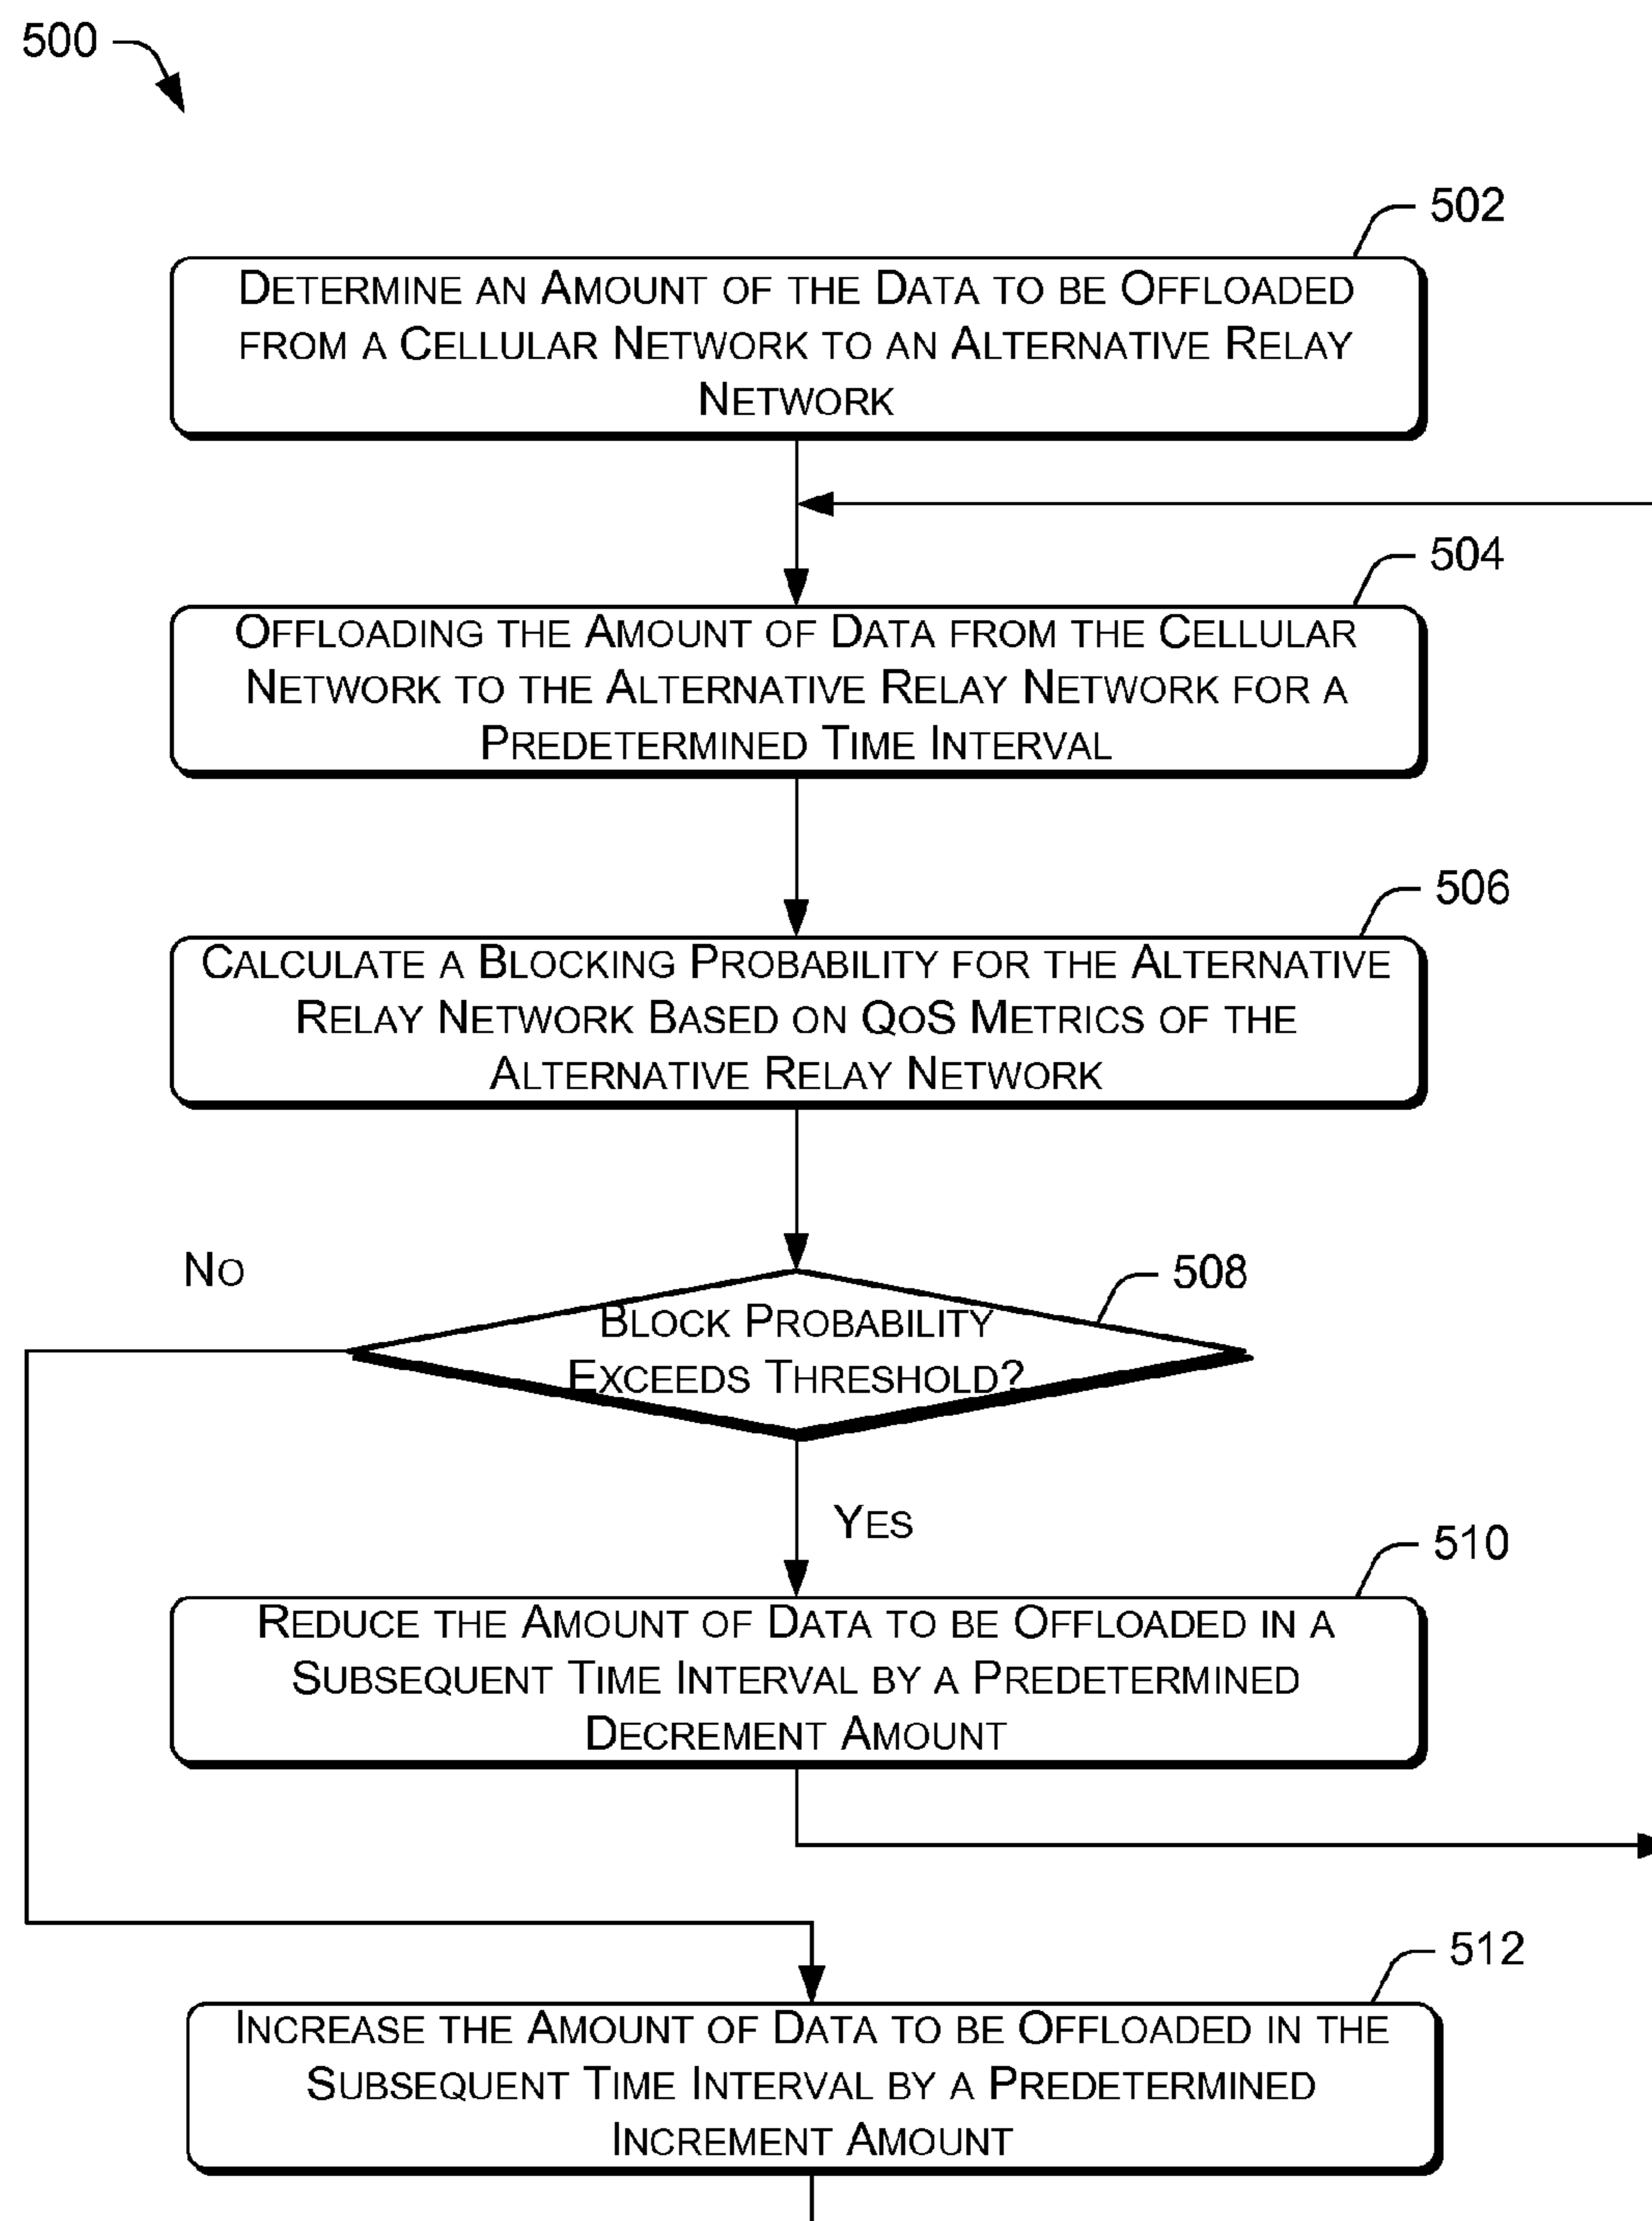 500
502
DETERMINE AN AMOUNT OF THE DATA TO BE OFFLOADED
FROM A CELLULAR NETWORK TO AN ALTERNATIVE RELAY
NETWORK
504
OFFLOADING THE AMOUNT OF DATA FROM THE CELLULAR
NETWORK TO THE ALTERNATIVE RELAY NETWORK FOR A
PREDETERMINED TIME INTERVAL
506
CALCULATE A BLOCKING PROBABILITY FOR THE ALTERNATIVE
RELAY NETWORK BASED ON QOS METRICS OF THE
ALTERNATIVE RELAY NETWORK
NO
508
BLOCK PROBABILITY
EXCEEDS THRESHOLD?
YES
510
REDUCE THE AMOUNT OF DATA TO BE OFFLOADED IN A
SUBSEQUENT TIME INTERVAL BY A PREDETERMINED
DECREMENT AMOUNT
512
INCREASE THE AMOUNT OF DATA TO BE OFFLOADED IN THE
SUBSEQUENT TIME INTERVAL BY A PREDETERMINED
INCREMENT AMOUNT